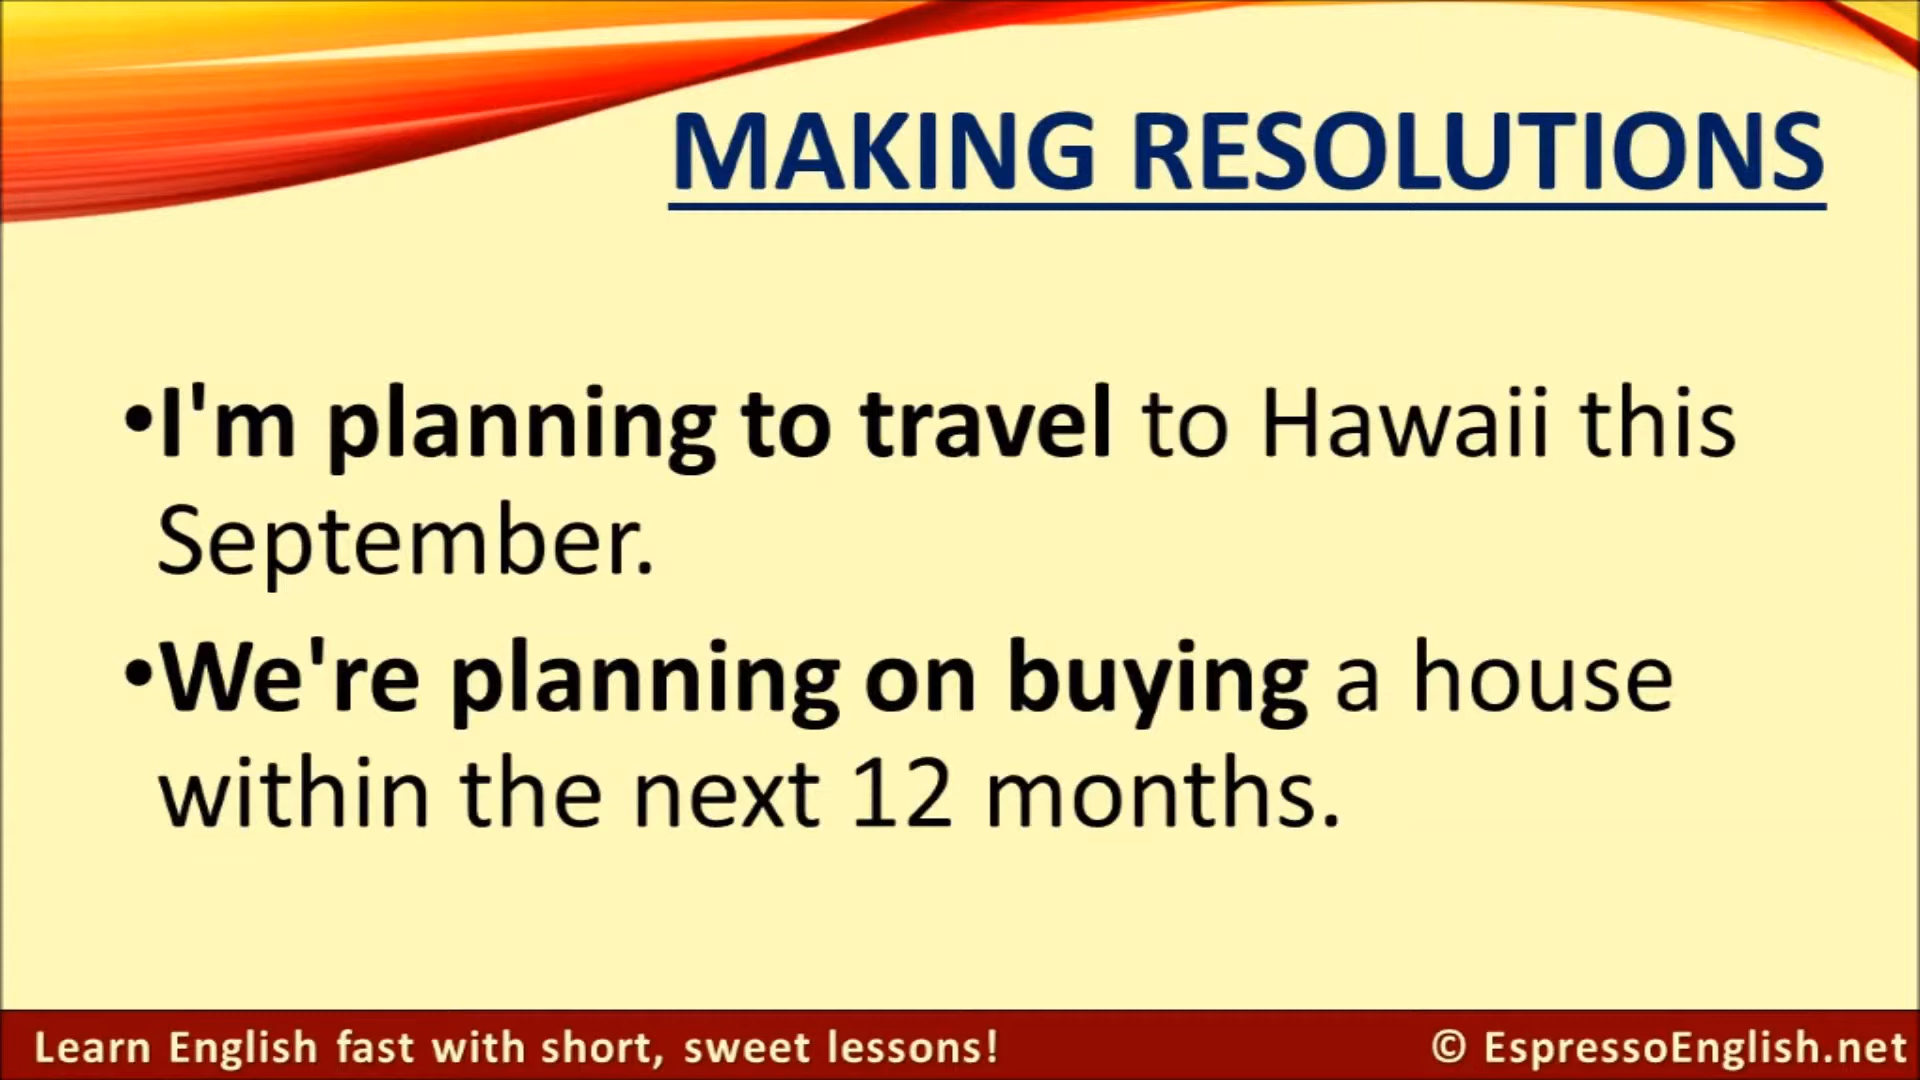 MAKING RESOLUTIONS
•I'm planning to travel to Hawaii this
September.
•We're planning on buying a house
within the next 12 months.
Learn English fast with short, sweet lessons!
© EspressoEnglish.net